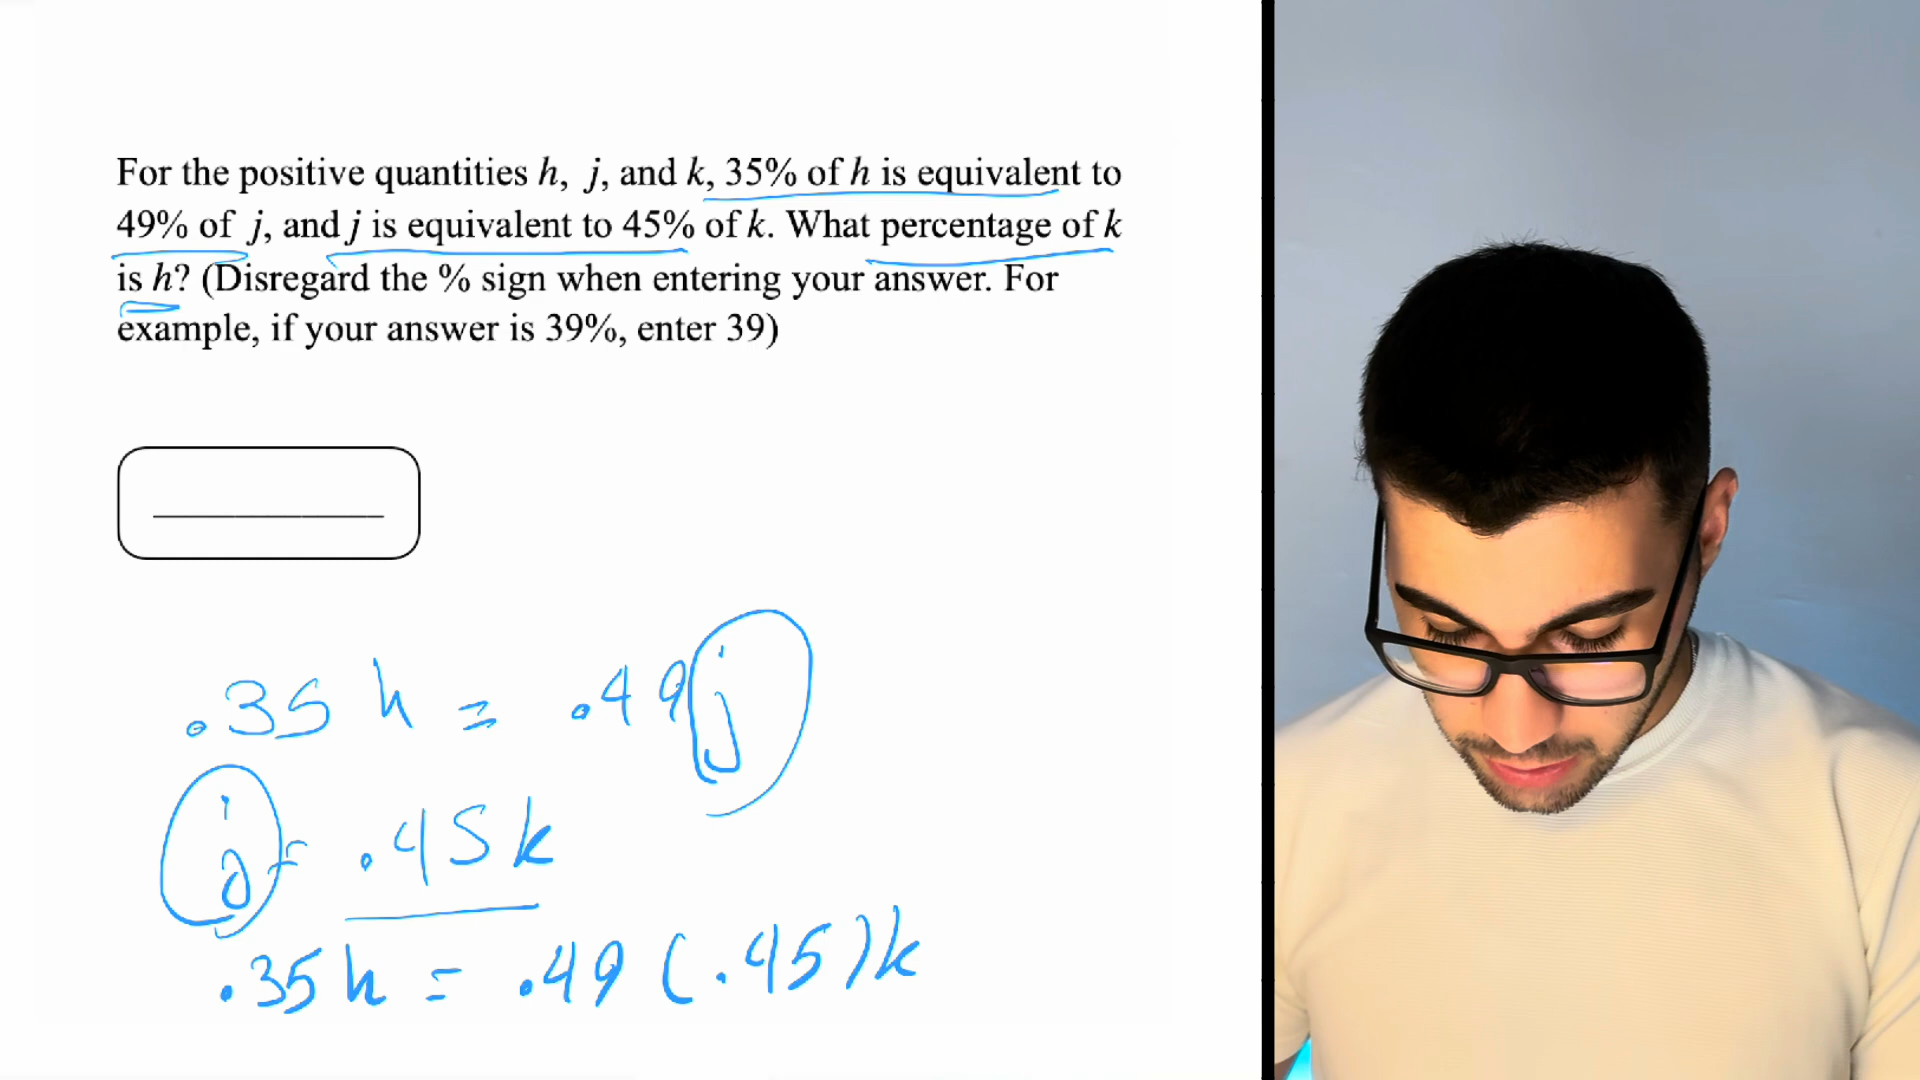 For the positive quantities h, j, and k, 35% of h is equivalent to
49% of j, and j is equivalent to 45% of k. What percentage of k
is h? (Disregard the % sign when entering your answer. For
example, if your answer is 39%, enter 39)
.35 h = .49 j
j = .45 k
.35 h = .49 (.45) k